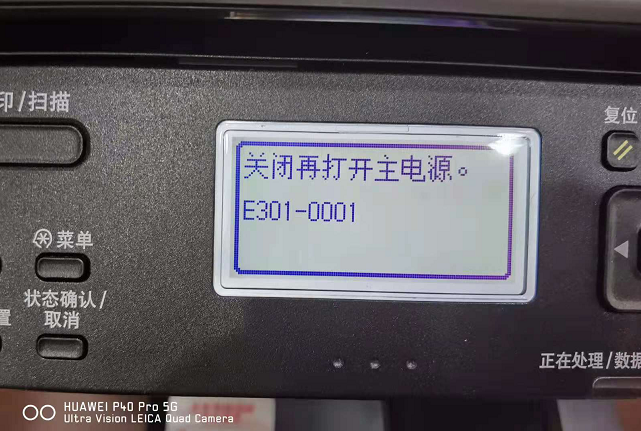 印/扫描
复位
关闭再打开主电源。
E301-0001
菜单
状态确认/
取消
置
正在处理/数据
HUAWEI P40 Pro 5G
Ultra Vision LEICA Quad Camera